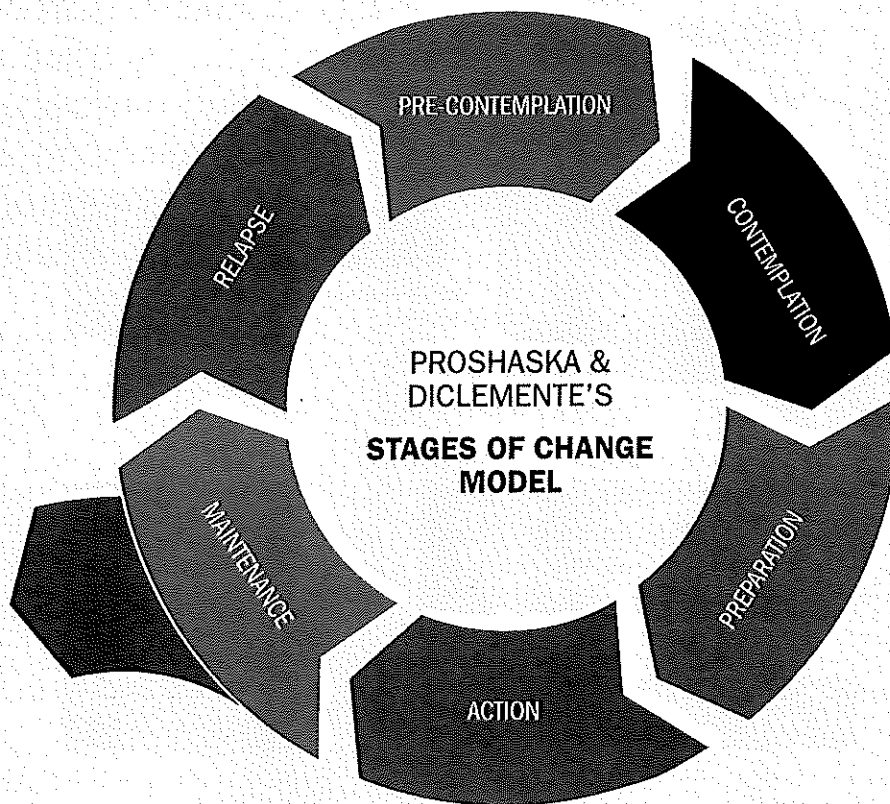 PRE-CONTEMPLATION
CONTEMPLATION
PREPARATION
ACTION
MAINTENANCE
RELAPSE
PROSHASKA &
DICLEMENTE'S
STAGES OF CHANGE
MODEL